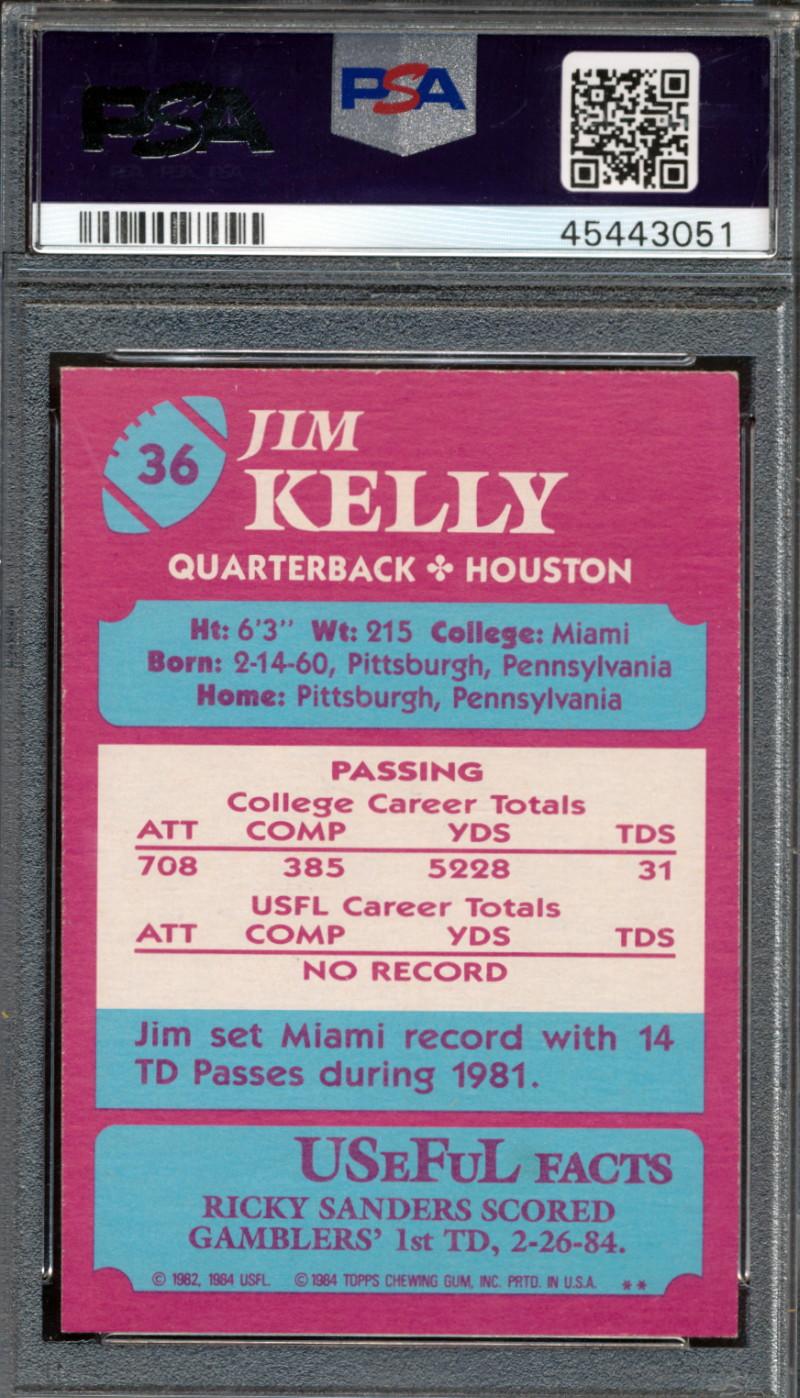 PSA
PSA
PSA PSA PSA
45443051
36
JIM
KELLY
QUARTERBACK ✣ HOUSTON
Ht: 6'3" Wt: 215 College: Miami
Born: 2-14-60, Pittsburgh, Pennsylvania
Home: Pittsburgh, Pennsylvania
PASSING
College Career Totals
ATT COMP YDS TDS
708 385 5228 31
USFL Career Totals
ATT COMP YDS TDS
NO RECORD
Jim set Miami record with 14
TD Passes during 1981.
USeFuL FACTS
RICKY SANDERS SCORED
GAMBLERS' 1st TD, 2-26-84.
© 1982, 1984 USFL. © 1984 TOPPS CHEWING GUM, INC. PRTD. IN U.S.A. **